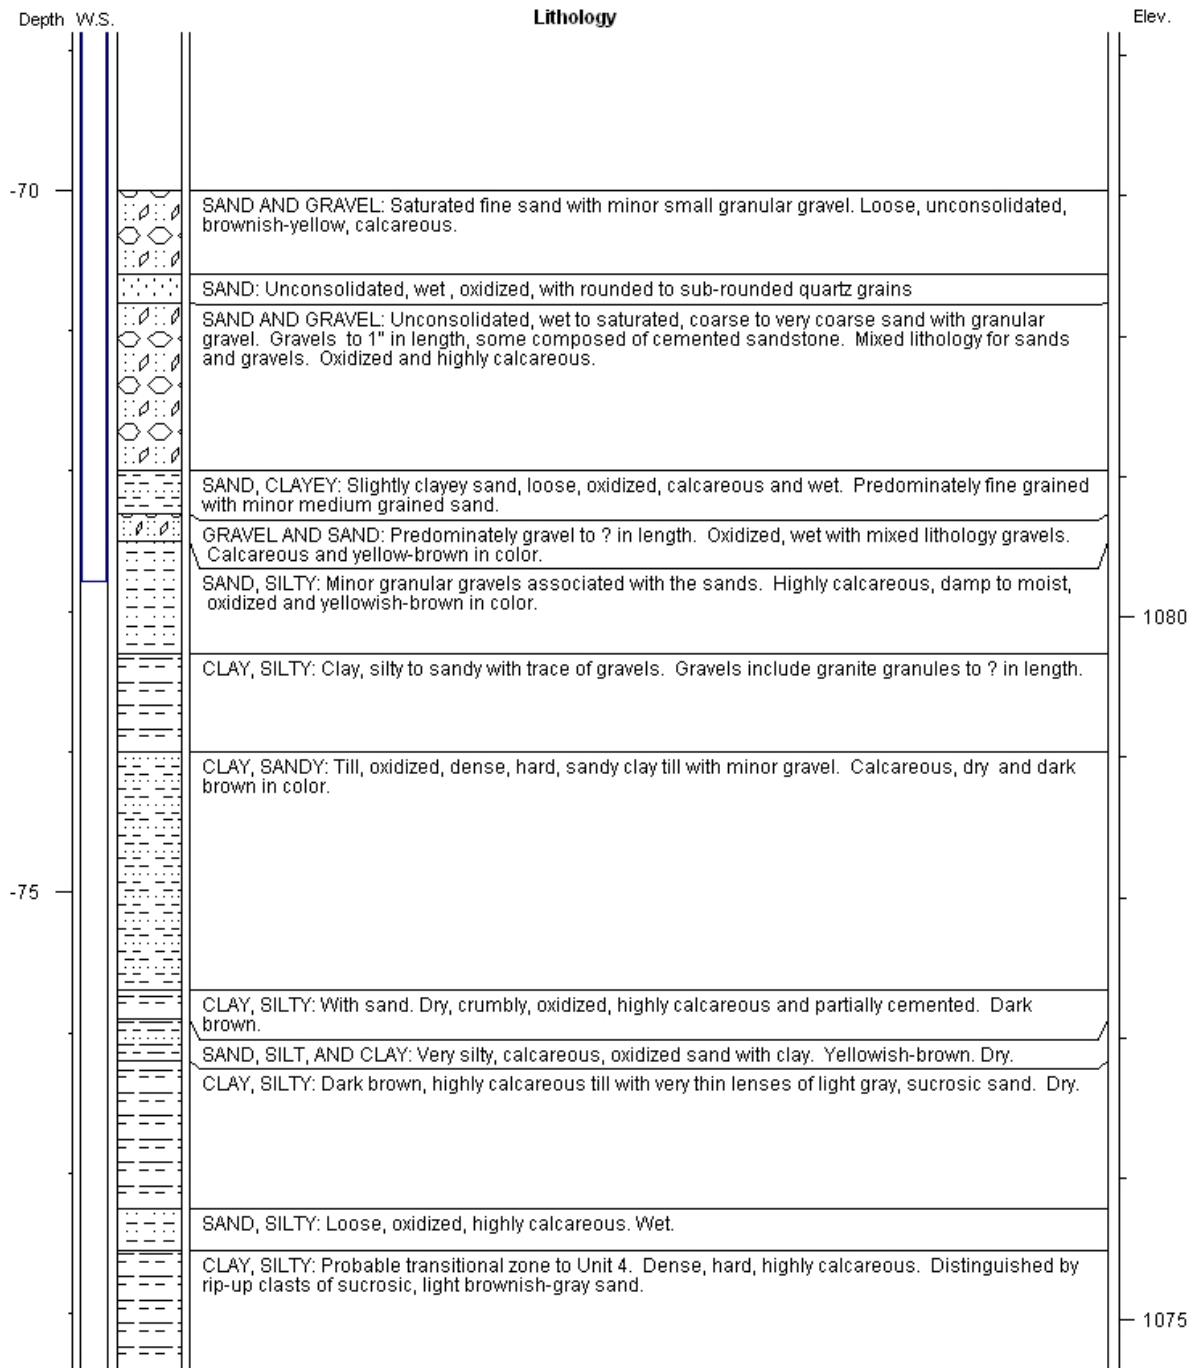 Depth W.S. Lithology Elev.
-70
SAND AND GRAVEL: Saturated fine sand with minor small granular gravel. Loose, unconsolidated,
brownish-yellow, calcareous.
SAND: Unconsolidated, wet , oxidized, with rounded to sub-rounded quartz grains
SAND AND GRAVEL: Unconsolidated, wet to saturated, coarse to very coarse sand with granular
gravel. Gravels to 1" in length, some composed of cemented sandstone. Mixed lithology for sands
and gravels. Oxidized and highly calcareous.
SAND, CLAYEY: Slightly clayey sand, loose, oxidized, calcareous and wet. Predominately fine grained
with minor medium grained sand.
GRAVEL AND SAND: Predominately gravel to ? in length. Oxidized, wet with mixed lithology gravels.
Calcareous and yellow-brown in color.
SAND, SILTY: Minor granular gravels associated with the sands. Highly calcareous, damp to moist,
oxidized and yellowish-brown in color.
1080
CLAY, SILTY: Clay, silty to sandy with trace of gravels. Gravels include granite granules to ? in length.
CLAY, SANDY: Till, oxidized, dense, hard, sandy clay till with minor gravel. Calcareous, dry and dark
brown in color.
-75
CLAY, SILTY: With sand. Dry, crumbly, oxidized, highly calcareous and partially cemented. Dark
brown.
SAND, SILT, AND CLAY: Very silty, calcareous, oxidized sand with clay. Yellowish-brown. Dry.
CLAY, SILTY: Dark brown, highly calcareous till with very thin lenses of light gray, sucrosic sand. Dry.
SAND, SILTY: Loose, oxidized, highly calcareous. Wet.
CLAY, SILTY: Probable transitional zone to Unit 4. Dense, hard, highly calcareous. Distinguished by
rip-up clasts of sucrosic, light brownish-gray sand.
1075